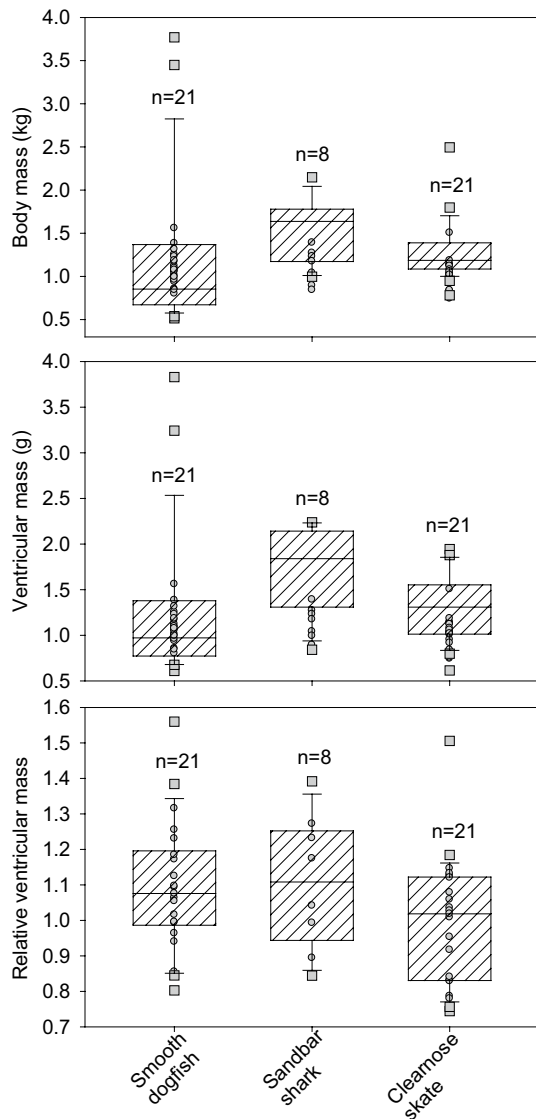 4.0
3.5
3.0
2.5
2.0
1.5
1.0
0.5
Body mass (kg)
n=21
n=8
n=21
4.0
3.5
3.0
2.5
2.0
1.5
1.0
0.5
Ventricular mass (g)
n=21
n=8
n=21
1.6
1.5
1.4
1.3
1.2
1.1
1.0
0.9
0.8
0.7
Relative ventricular mass
n=21
n=8
n=21
Smooth
dogfish
Sandbar
shark
Clearnose
skate